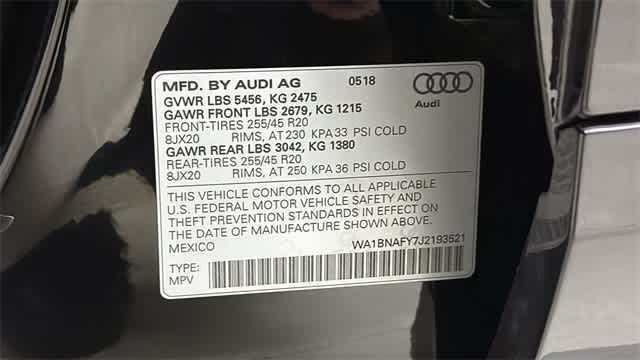 MFD. BY AUDI AG 0518
GVWR LBS 5456, KG 2475
GAWR FRONT LBS 2679, KG 1215
FRONT-TIRES 255/45 R20
8JX20 RIMS, AT 230 KPA 33 PSI COLD
GAWR REAR LBS 3042, KG 1380
REAR-TIRES 255/45 R20
8JX20 RIMS, AT 250 KPA 36 PSI COLD
Audi
THIS VEHICLE CONFORMS TO ALL APPLICABLE
U.S. FEDERAL MOTOR VEHICLE SAFETY AND
THEFT PREVENTION STANDARDS IN EFFECT ON
THE DATE OF MANUFACTURE SHOWN ABOVE.
MEXICO WA1BNAFY7J2193521
TYPE:
MPV